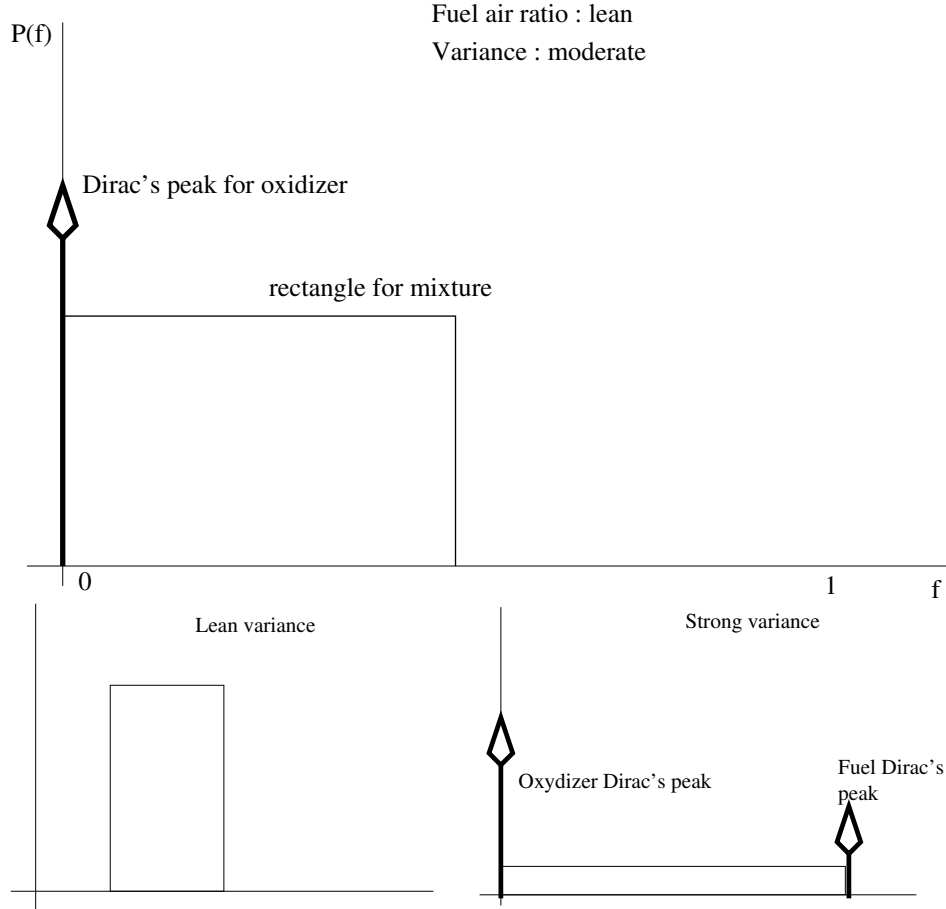 Fuel air ratio : lean
P(f)
Variance : moderate
Dirac's peak for oxidizer
rectangle for mixture
0
1
f
Lean variance
Strong variance
Oxydizer Dirac's peak
Fuel Dirac's
peak